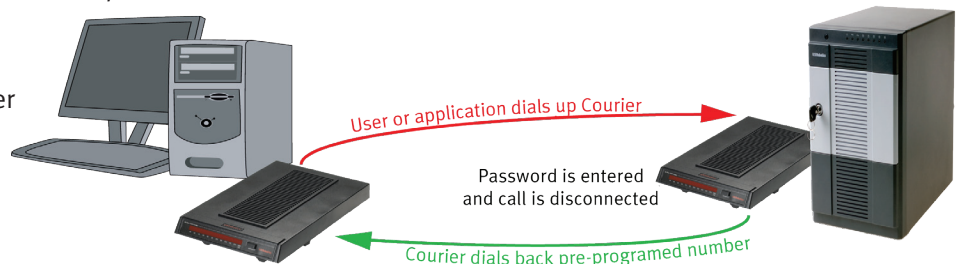 er
User or application dials up Courier
Password is entered
and call is disconnected
Courier dials back pre-programed number